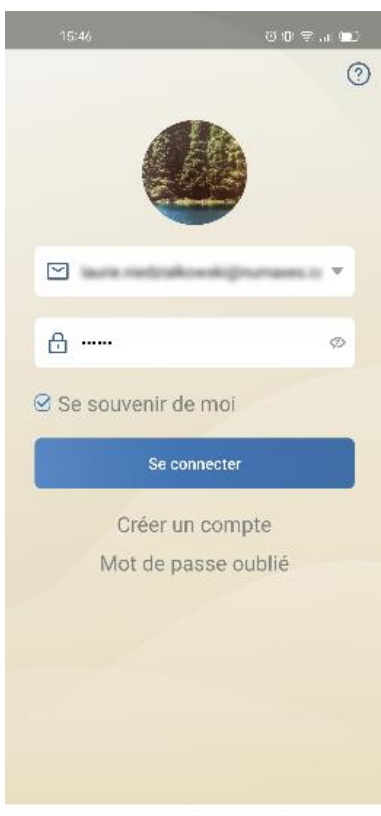 15:46
Se souvenir de moi
Se connecter
Créer un compte
Mot de passe oublié